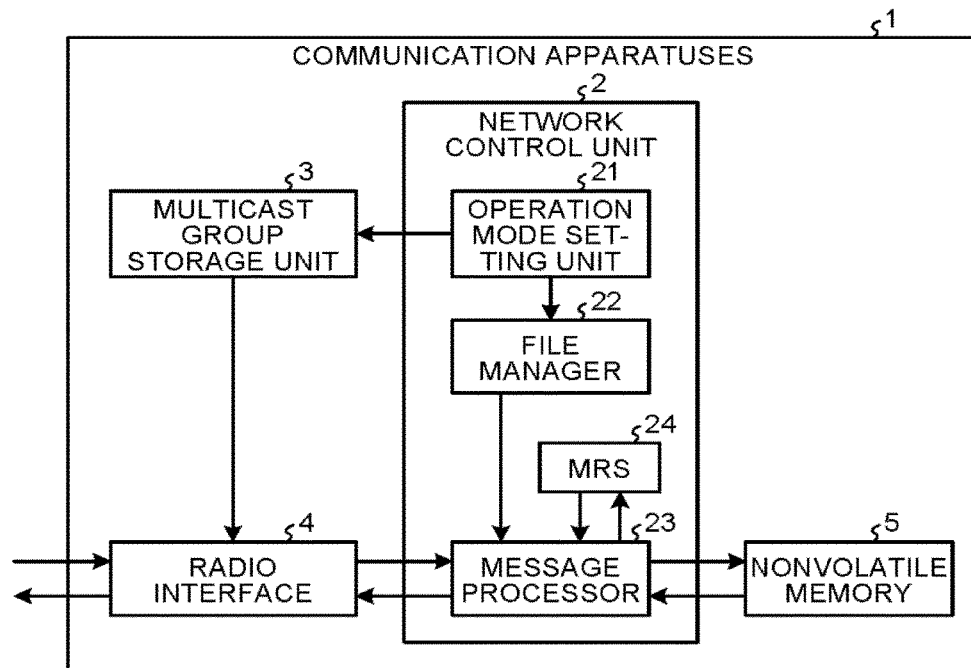 1
COMMUNICATION APPARATUSES
2
NETWORK
CONTROL UNIT
3
MULTICAST
GROUP
STORAGE UNIT
21
OPERATION
MODE SET-
TING UNIT
22
FILE
MANAGER
24
MRS
4
RADIO
INTERFACE
23
MESSAGE
PROCESSOR
5
NONVOLATILE
MEMORY